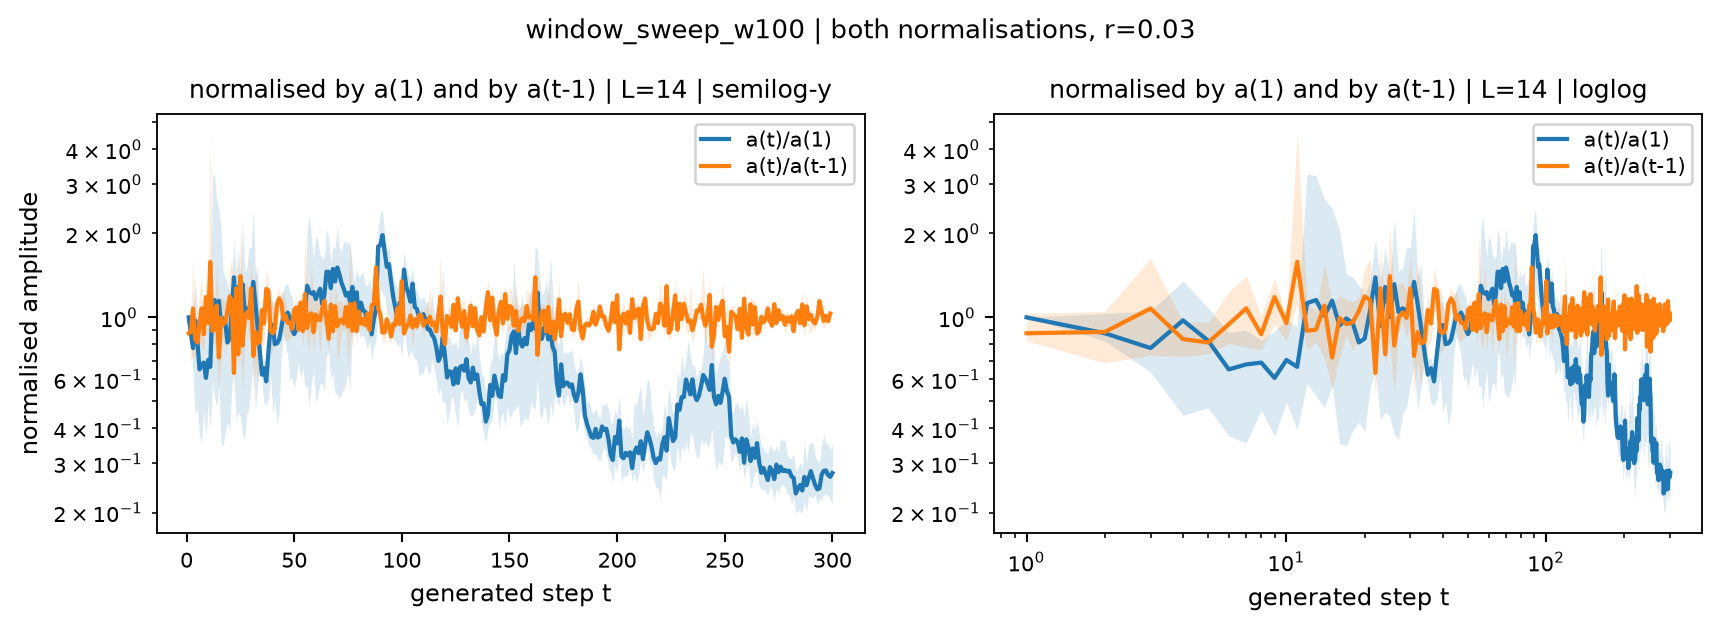 window_sweep_w100 | both normalisations, r=0.03
normalised by a(1) and by a(t-1) | L=14 | semilog-y
normalised amplitude
4 × 10⁰
3 × 10⁰
2 × 10⁰
10⁰
6 × 10⁻¹
4 × 10⁻¹
3 × 10⁻¹
2 × 10⁻¹
a(t)/a(1)
a(t)/a(t-1)
0 50 100 150 200 250 300
generated step t
normalised by a(1) and by a(t-1) | L=14 | loglog
4 × 10⁰
3 × 10⁰
2 × 10⁰
10⁰
6 × 10⁻¹
4 × 10⁻¹
3 × 10⁻¹
2 × 10⁻¹
a(t)/a(1)
a(t)/a(t-1)
10⁰ 10¹ 10²
generated step t